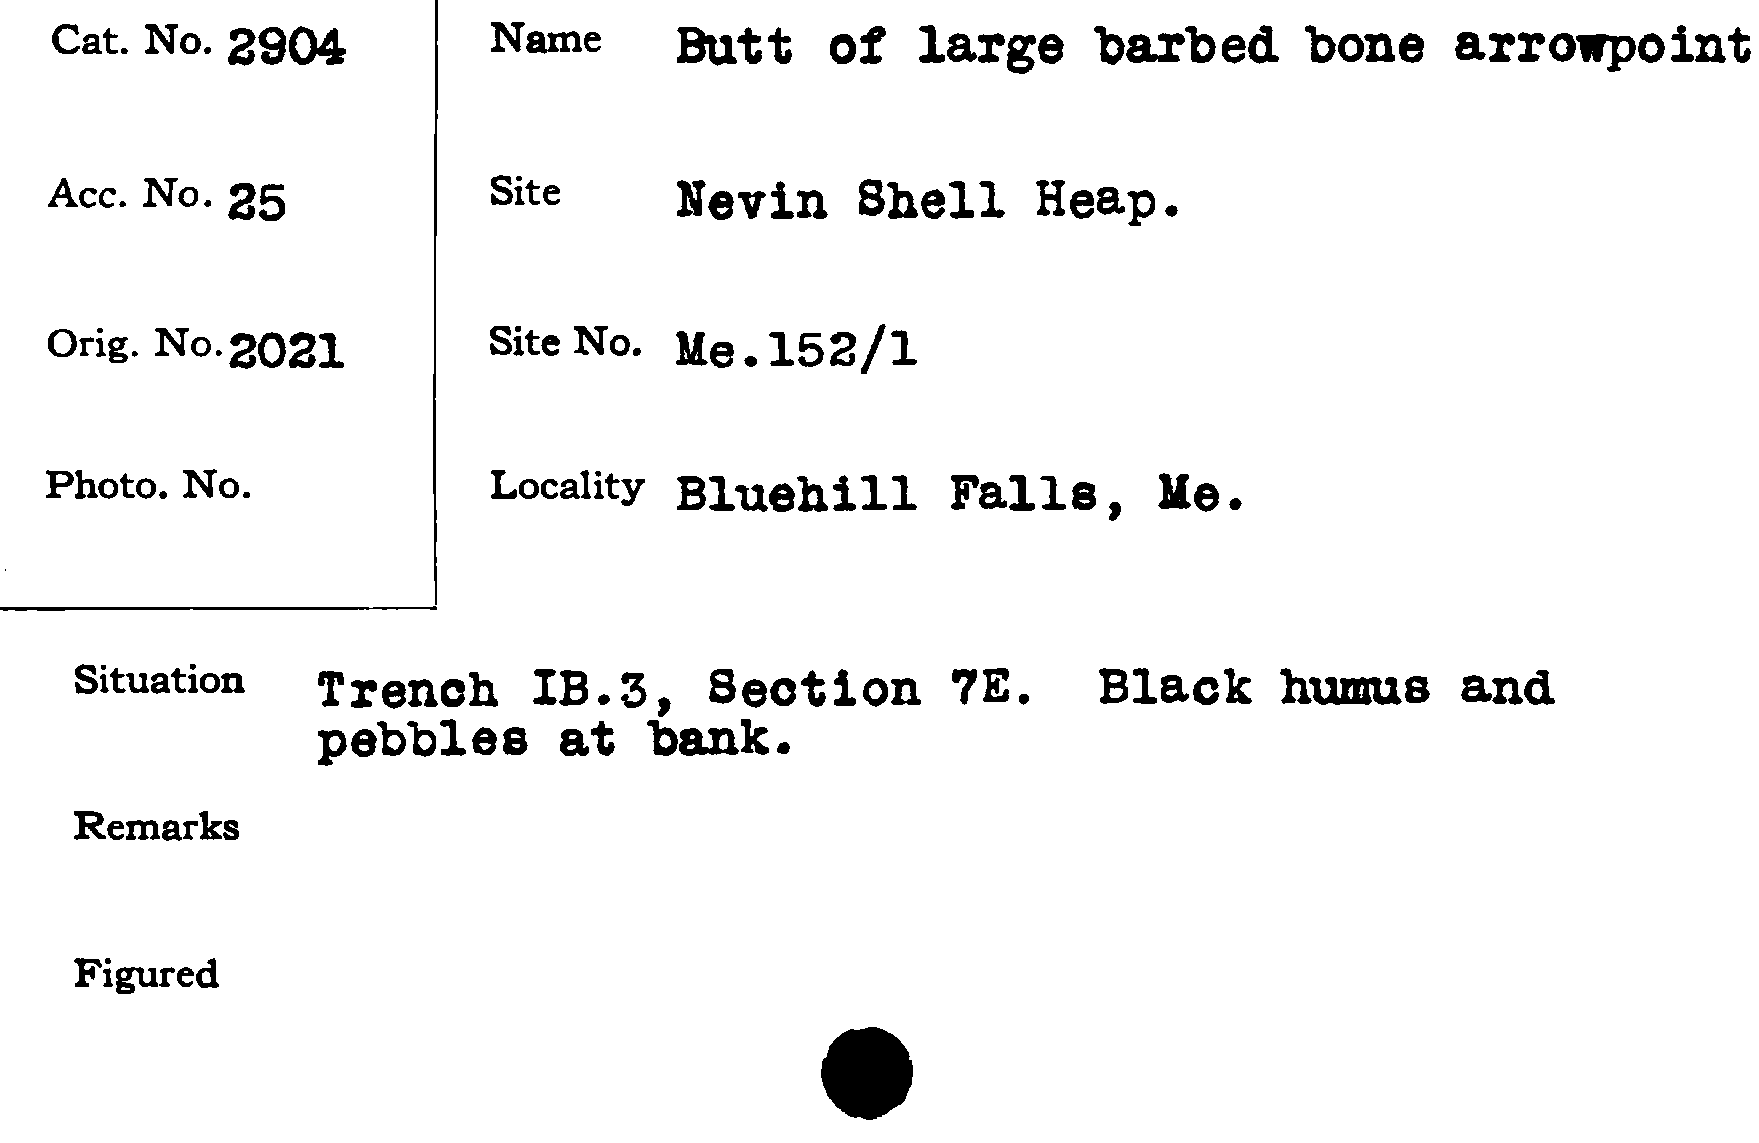 Cat. No. 2904
Name Butt of large barbed bone arrowpoint
Acc. No. 25
Site Nevin Shell Heap.
Orig. No. 2021
Site No. Me.152/1
Photo. No.
Locality Bluehill Falls, Me.
Situation Trench IB.3, Section 7E. Black humus and
pebbles at bank.
Remarks
Figured